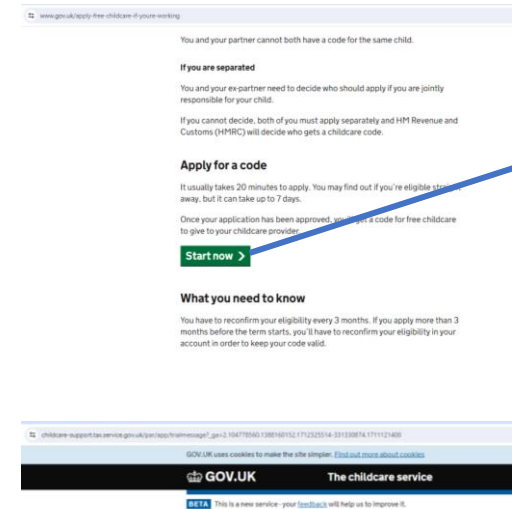 www.gov.uk/apply-free-childcare-if-youre-working
You and your partner cannot both have a code for the same child.
If you are separated
You and your ex-partner need to decide who should apply if you are jointly
responsible for your child.
If you cannot decide, both of you must apply separately and HM Revenue and
Customs (HMRC) will decide who gets a childcare code.
Apply for a code
It usually takes 20 minutes to apply. You may find out if you're eligible straight
away, but it can take up to 7 days.
Once your application has been approved, you'll get a code for free childcare
to give to your childcare provider.
Start now
What you need to know
You have to reconfirm your eligibility every 3 months. If you apply more than 3
months before the term starts, you'll have to reconfirm your eligibility in your
account in order to keep your code valid.
GOV.UK uses cookies to make the site simpler. Find out more about cookies
GOV.UK The childcare service
BETA This is a new service - your feedback will help us to improve it.